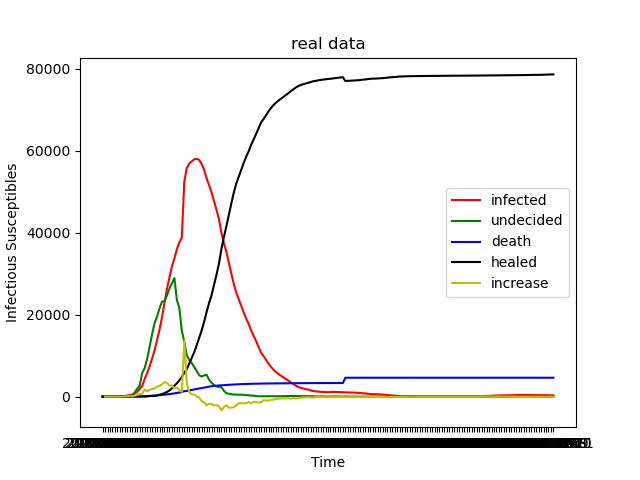 real data
80000
60000
40000
20000
0
Infectious Susceptibles
infected
undecided
death
healed
increase
Time